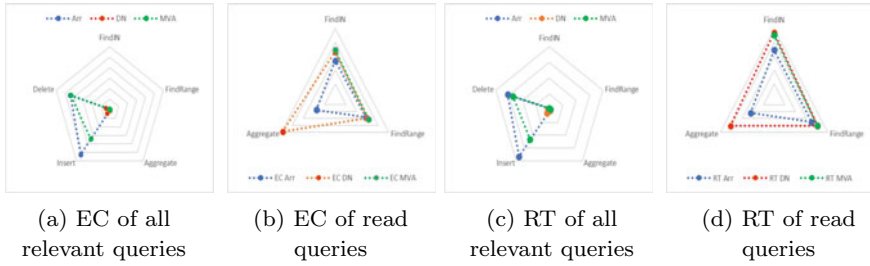 Arr DN MVA
FindIN
Delete
FindRange
Insert
Aggregate
FindIN
Aggregate
FindRange
EC Arr EC DN EC MVA
Arr DN MVA
FindIN
Delete
FindRange
Insert
Aggregate
FindIN
Aggregate
FindRange
RT Arr RT DN RT MVA
(a) EC of all
relevant queries
(b) EC of read
queries
(c) RT of all
relevant queries
(d) RT of read
queries